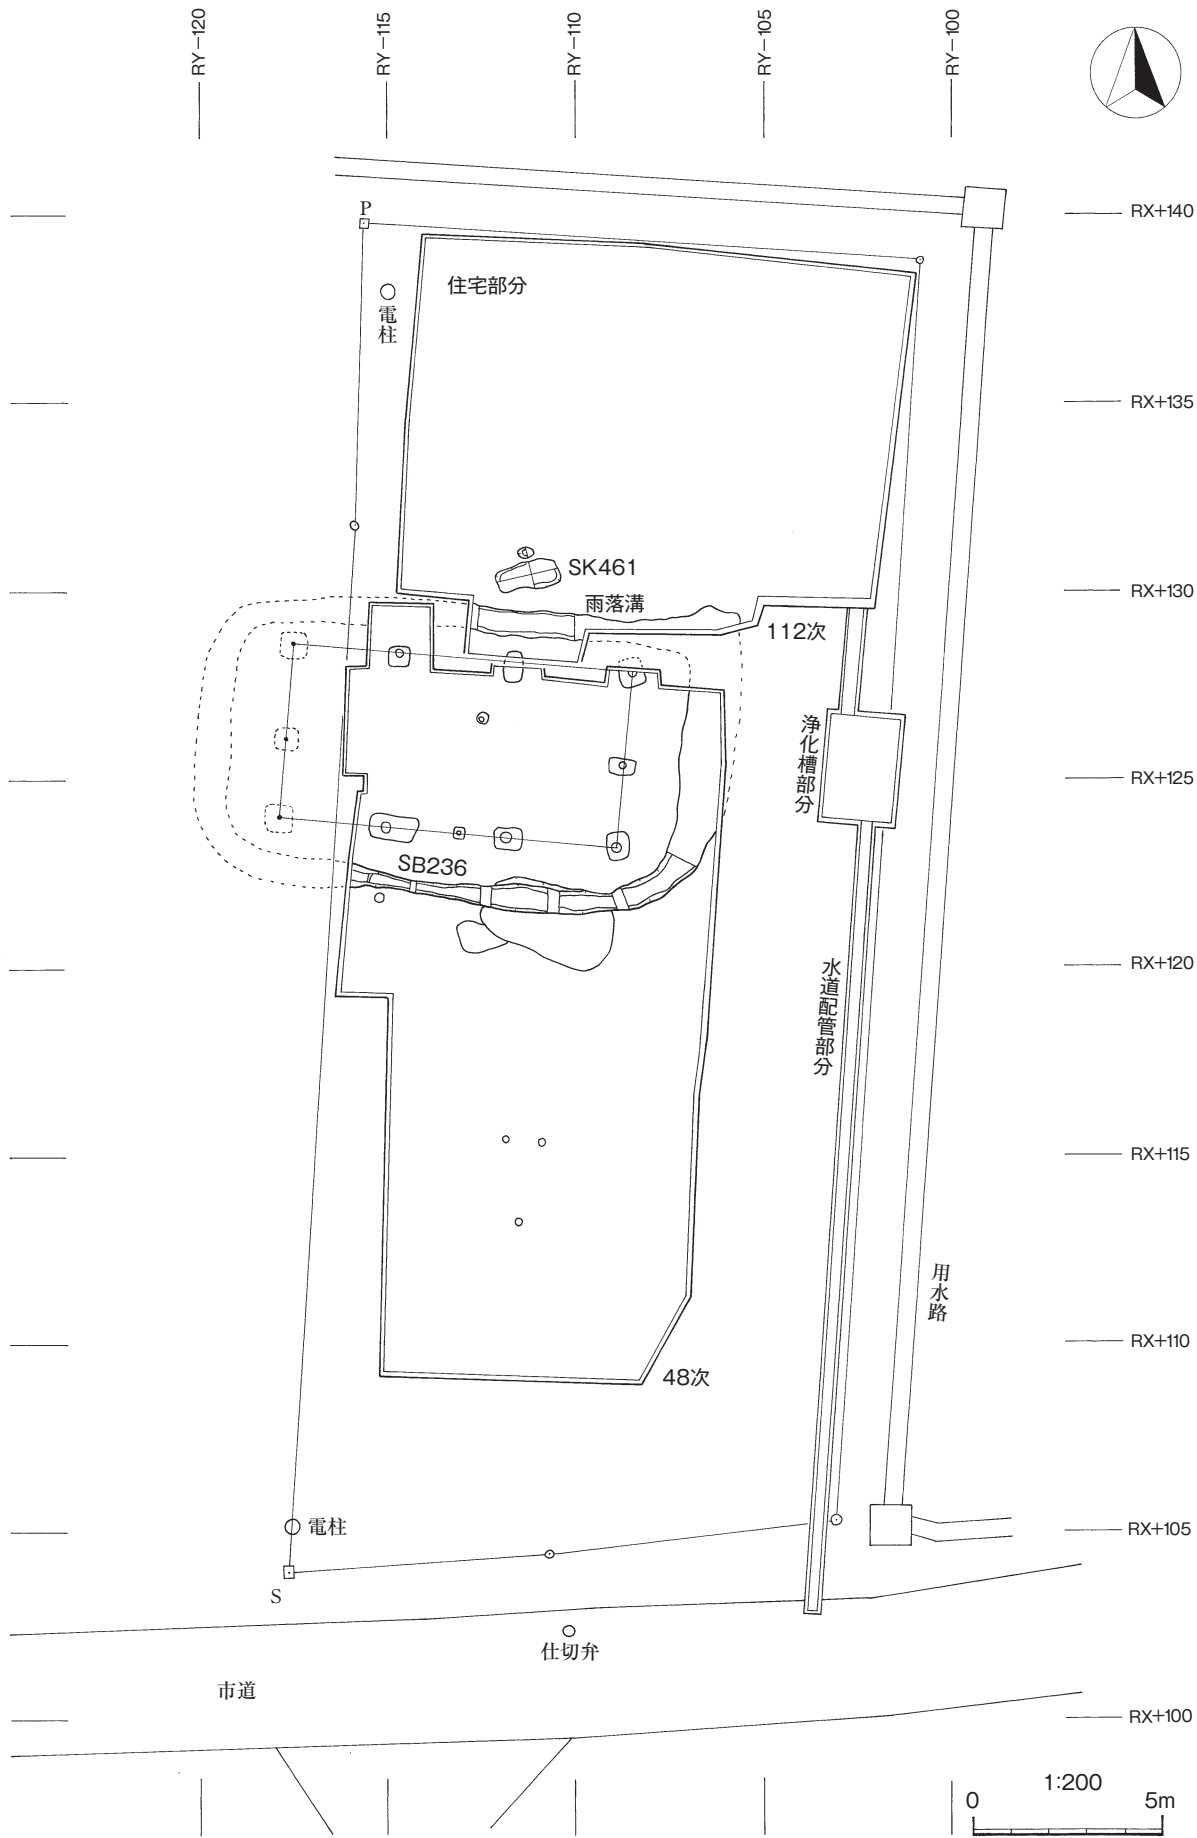 RY−120
RY−115
RY−110
RY−105
RY−100
P
RX+140
住宅部分
電柱
RX+135
SK461
雨落溝
RX+130
112次
浄化槽部分
RX+125
SB236
水道配管部分
RX+120
RX+115
用水路
RX+110
48次
電柱
RX+105
S
仕切弁
市道
RX+100
1:200
0 5m